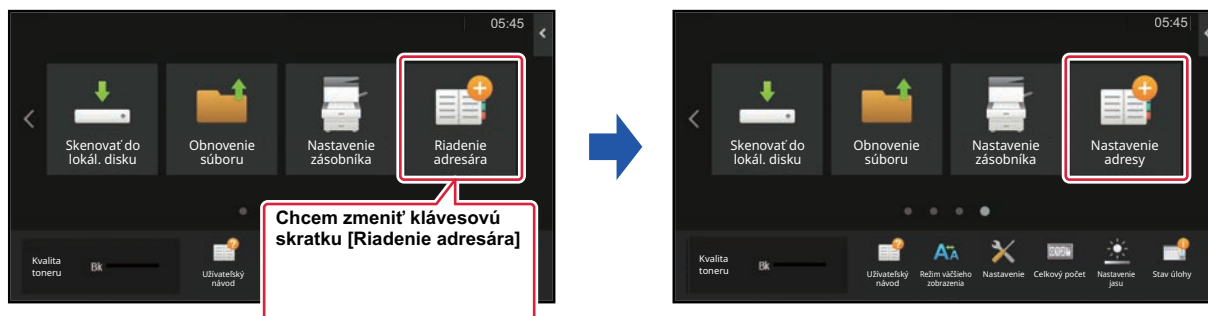 05:45
Skenovať do
lokál. disku
Obnovenie
súboru
Nastavenie
zásobníka
Riadenie
adresára
Chcem zmeniť klávesovú
skratku [Riadenie adresára]
Kvalita
toneru
Bk
Užívateľský
návod
05:45
Skenovať do
lokál. disku
Obnovenie
súboru
Nastavenie
zásobníka
Nastavenie
adresy
Kvalita
toneru
Bk
Užívateľský
návod
Režim väčšieho
zobrazenia
Nastavenie
Celkový počet
Nastavenie
jasu
Stav úlohy